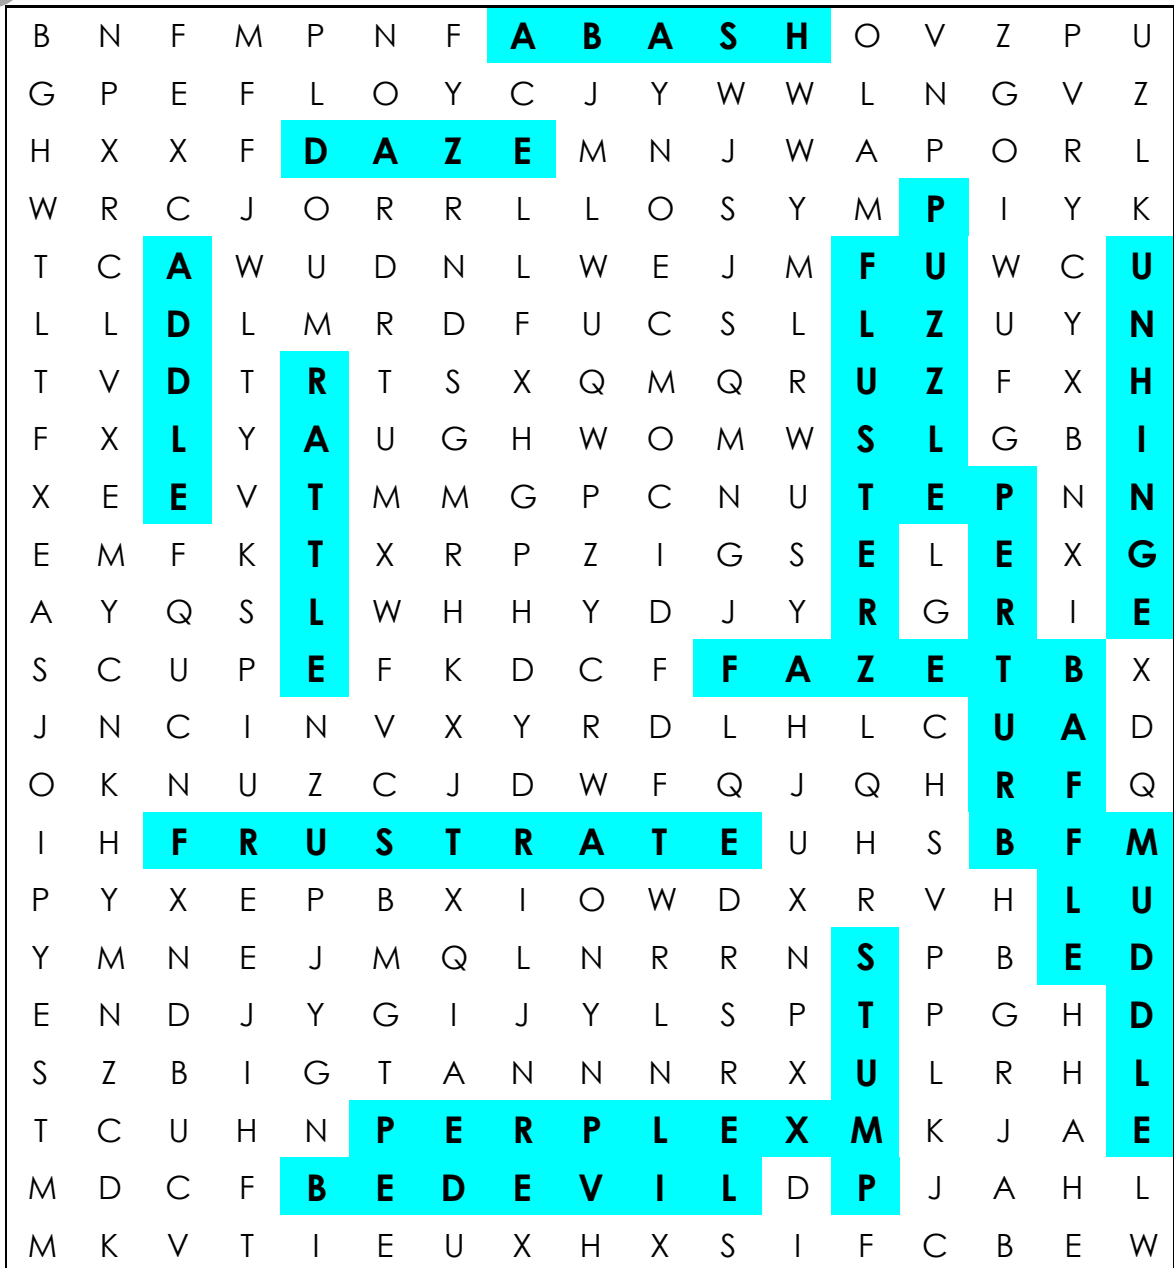 B N F M P N F A B A S H O V Z P U
G P E F L O Y C J Y W W L N G V Z
H X X F D A Z E M N J W A P O R L
W R C J O R R L L O S Y M P I Y K
T C A W U D N L W E J M F U W C U
L L D L M R D F U C S L L Z U Y N
T V D T R T S X Q M Q R U Z F X H
F X L Y A U G H W O M W S L G B I
X E E V T M M G P C N U T E P N N
E M F K T X R P Z I G S E L E X G
A Y Q S L W H H Y D J Y R G R I E
S C U P E F K D C F F A Z E T B X
J N C I N V X Y R D L H L C U A D
O K N U Z C J D W F Q J Q H R F Q
I H F R U S T R A T E U H S B F M
P Y X E P B X I O W D X R V H L U
Y M N E J M Q L N R R N S P B E D
E N D J Y G I J Y L S P T P G H D
S Z B I G T A N N N R X U L R H L
T C U H N P E R P L E X M K J A E
M D C F B E D E V I L D P J A H L
M K V T I E U X H X S I F C B E W